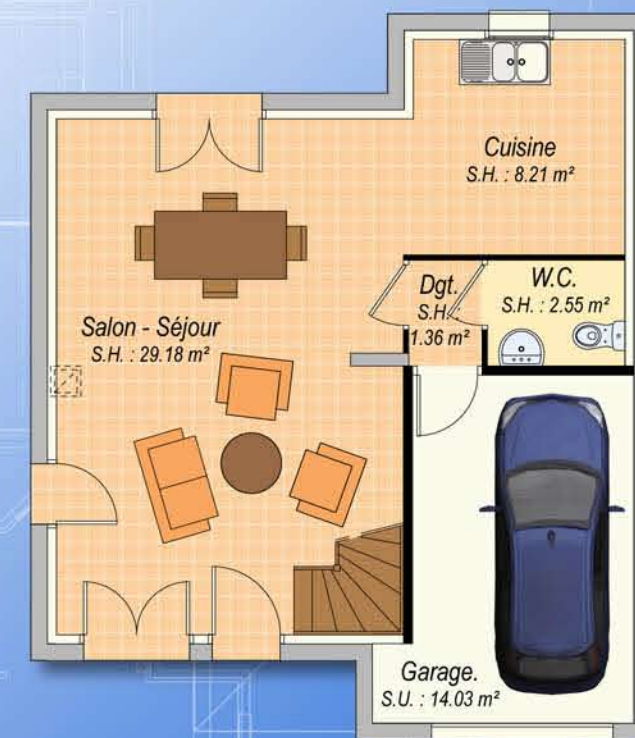 Cuisine
S.H. : 8.21 m²
Dgt.
S.H. :
1.36 m²
W.C.
S.H. : 2.55 m²
Salon - Séjour
S.H. : 29.18 m²
Garage.
S.U. : 14.03 m²